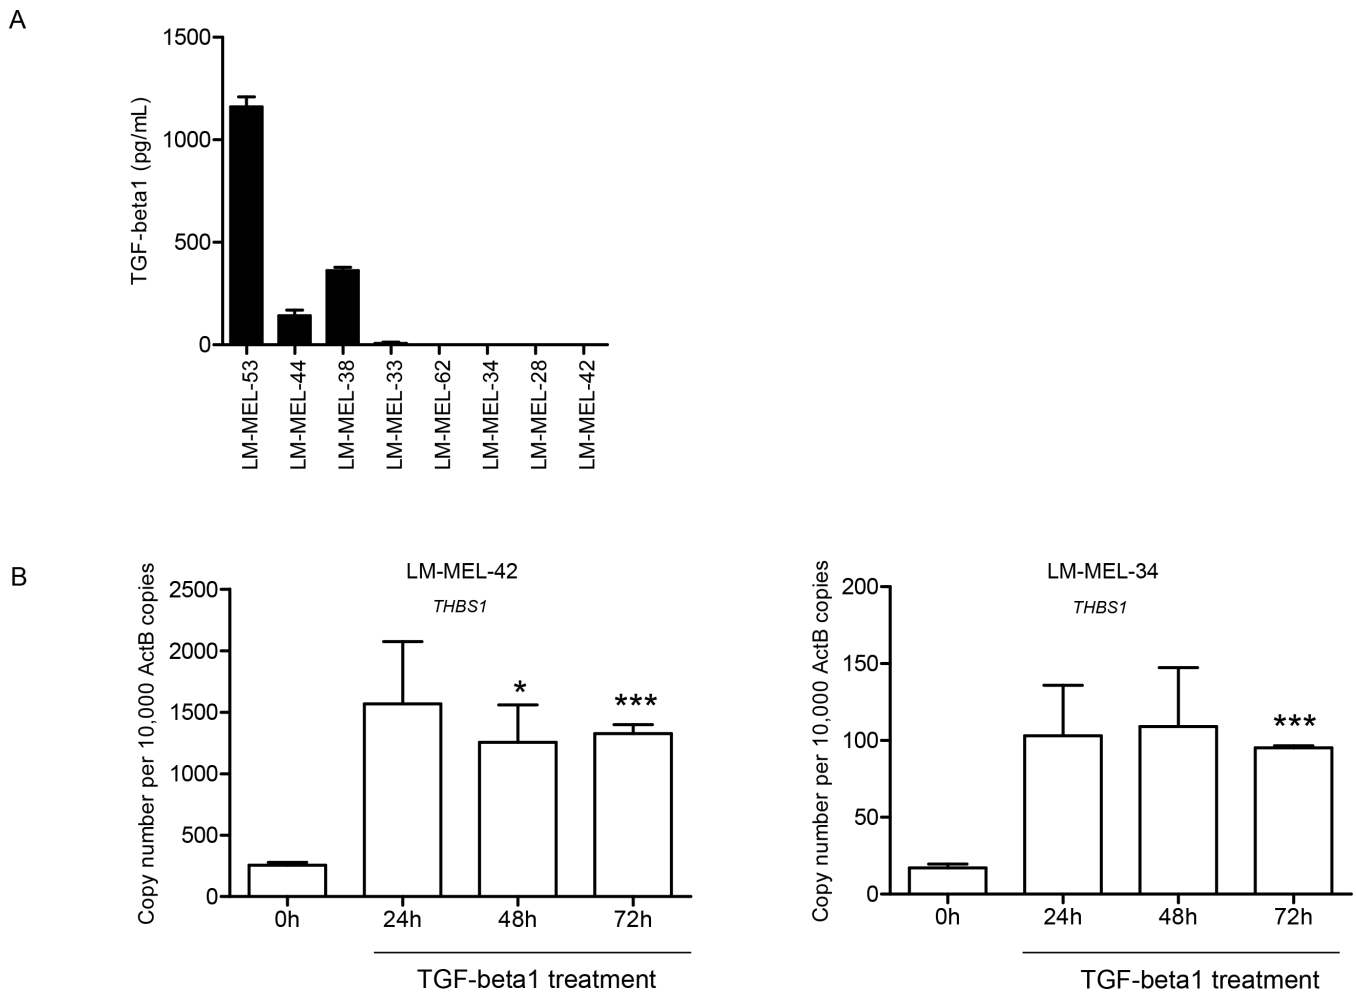 A
TGF-beta1 (pg/mL)
1500
1000
500
0
LM-MEL-53
LM-MEL-44
LM-MEL-38
LM-MEL-33
LM-MEL-62
LM-MEL-34
LM-MEL-28
LM-MEL-42
B
LM-MEL-42
THBS1
Copy number per 10,000 ActB copies
2500
2000
1500
1000
500
0
*
***
0h
24h
48h
72h
TGF-beta1 treatment
LM-MEL-34
THBS1
Copy number per 10,000 ActB copies
200
150
100
50
0
***
0h
24h
48h
72h
TGF-beta1 treatment